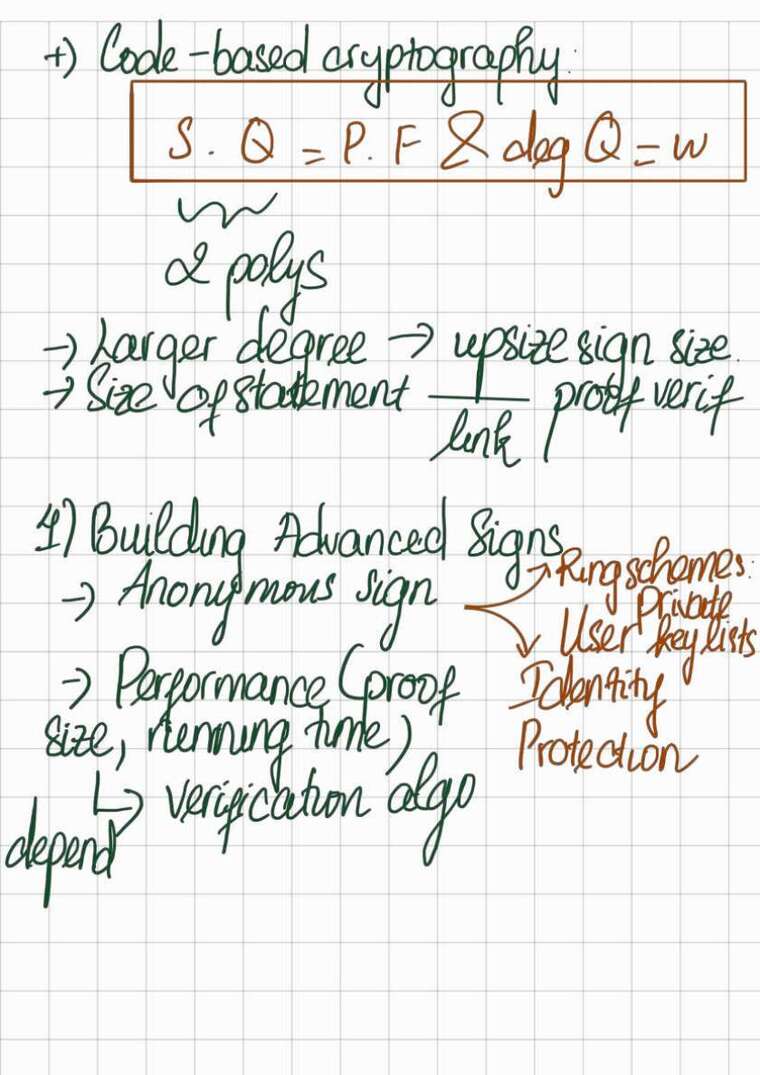 +) Code-based cryptography:
S. Q = P. F & deg Q = w
2 polys
-> Larger degree -> upsize sign size.
-> Size of statement link proof verif
4) Building Advanced Signs
-> Anonymous sign
-> Ring schemes: Private key lists
-> User Identity Protection
-> Performance (proof
size, running time)
-> verification algo
depend